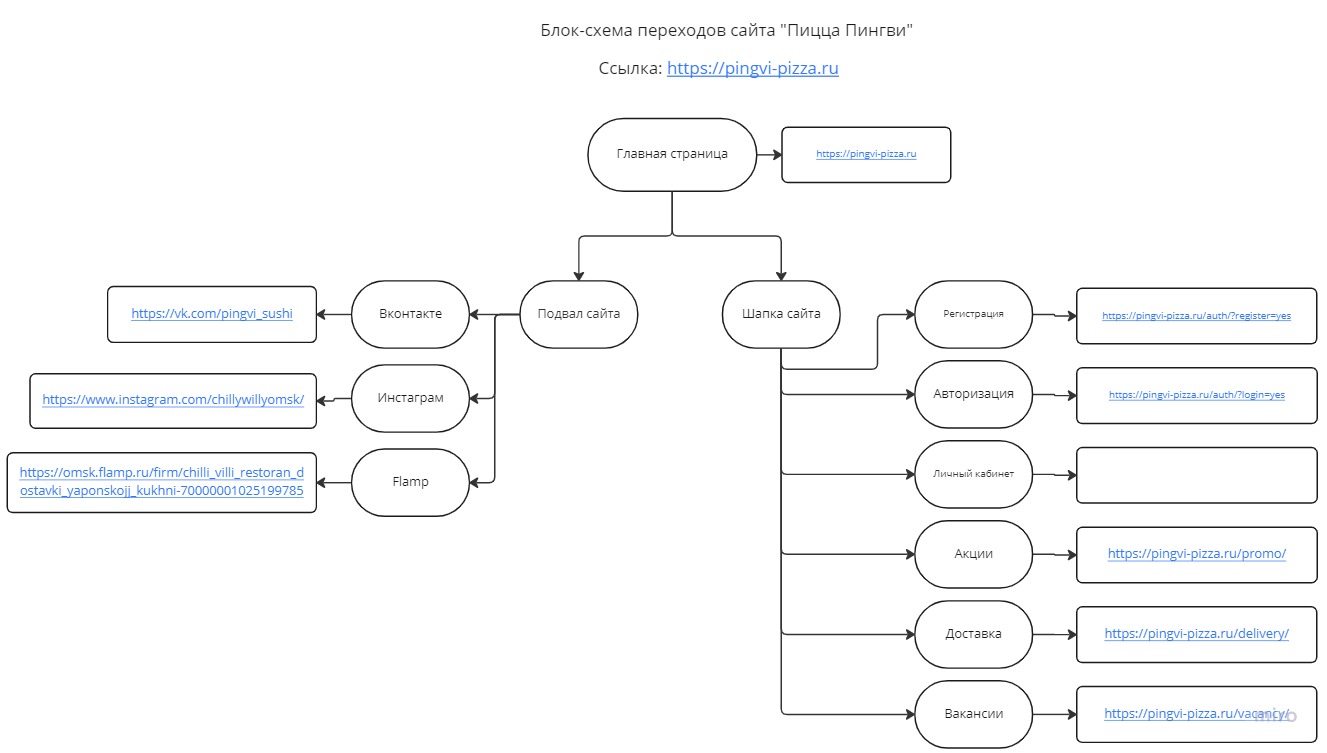 Блок-схема переходов сайта "Пицца Пингви"
Ссылка: https://pingvi-pizza.ru
Главная страница
https://pingvi-pizza.ru
https://vk.com/pingvi_sushi
Вконтакте
Подвал сайта
Шапка сайта
Регистрация
https://pingvi-pizza.ru/auth/?register=yes
https://www.instagram.com/chillywillyomsk/
Инстаграм
Авторизация
https://pingvi-pizza.ru/auth/?login=yes
https://omsk.flamp.ru/firm/chilli_villi_restoran_d
ostavki_yaponskojj_kukhni-70000001025199785
Flamp
Личный кабинет
Акции
https://pingvi-pizza.ru/promo/
Доставка
https://pingvi-pizza.ru/delivery/
Вакансии
https://pingvi-pizza.ru/vacancy/
miro